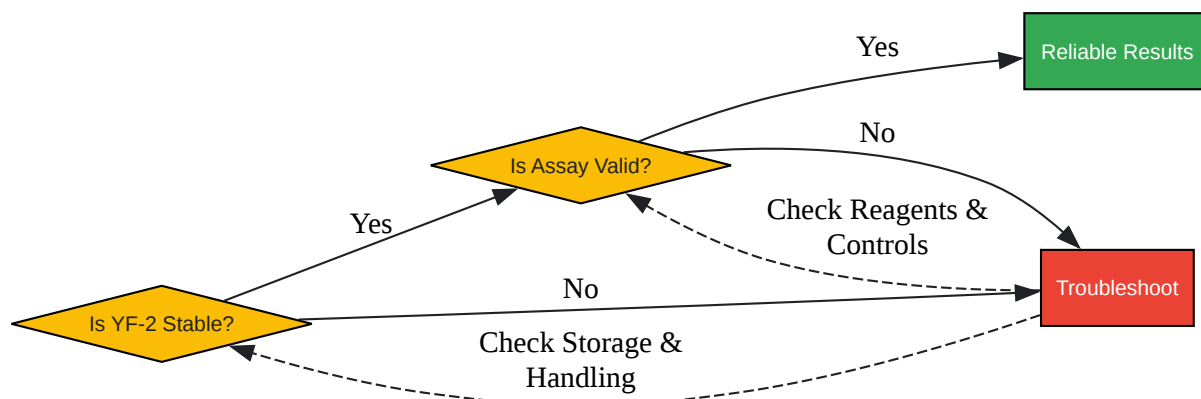 Yes
Reliable Results
No
Is Assay Valid?
Check Reagents &
Controls
Yes
No
Troubleshoot
Is YF-2 Stable?
Check Storage &
Handling